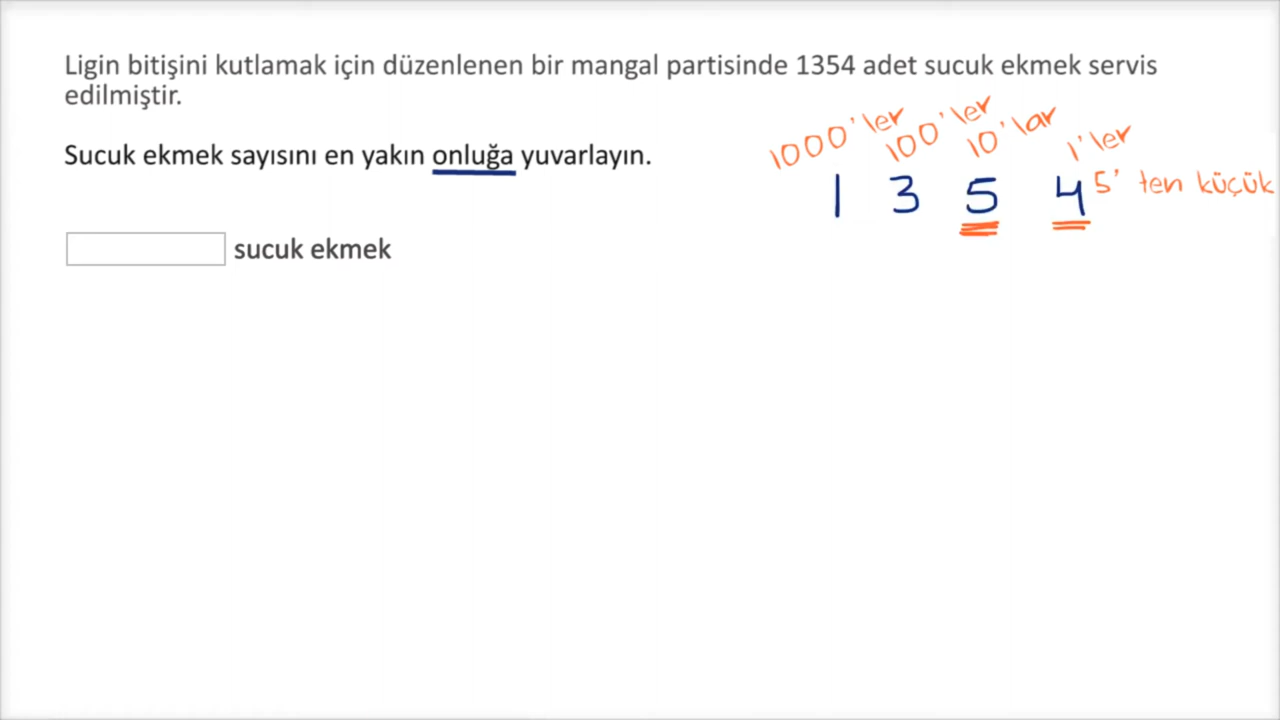 Ligin bitişini kutlamak için düzenlenen bir mangal partisinde 1354 adet sucuk ekmek servis
edilmiştir.
Sucuk ekmek sayısını en yakın onluğa yuvarlayın.
sucuk ekmek
1000'ler 100'ler 10'lar 1'ler
1 3 5 4 5'ten küçük